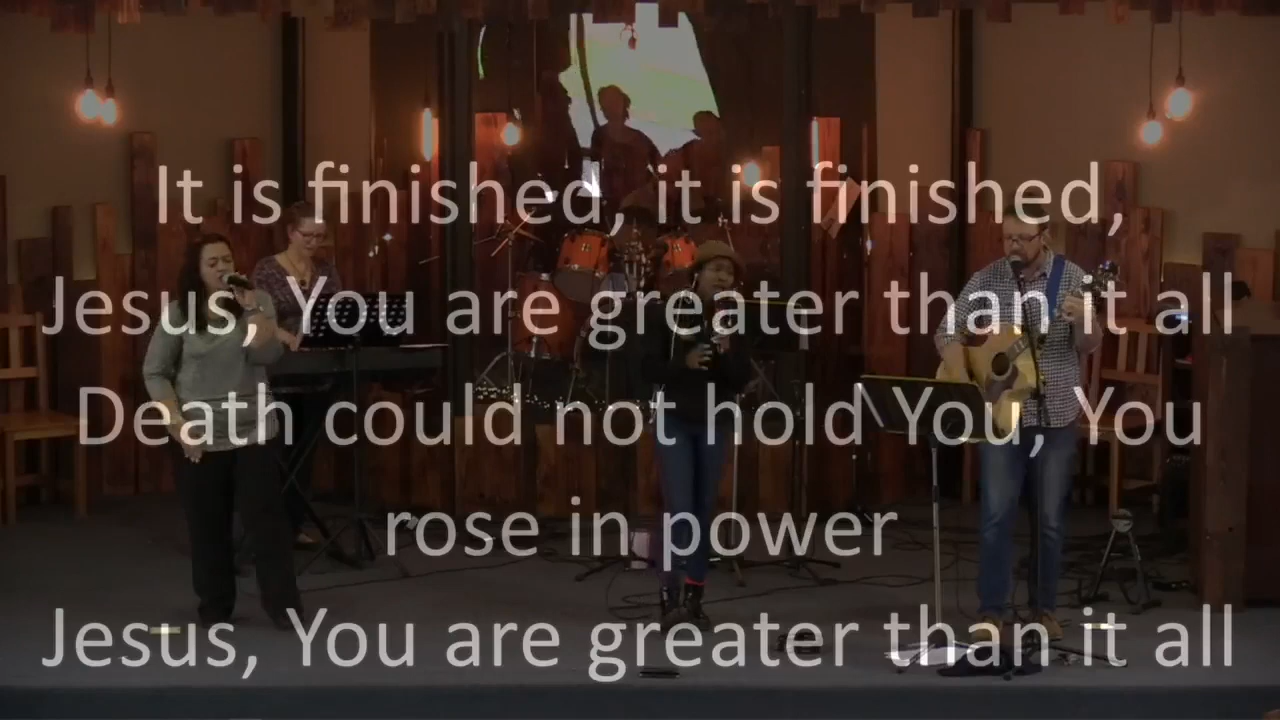 It is finished, it is finished,
Jesus, You are greater than it all
Death could not hold You, You
rose in power
Jesus, You are greater than it all